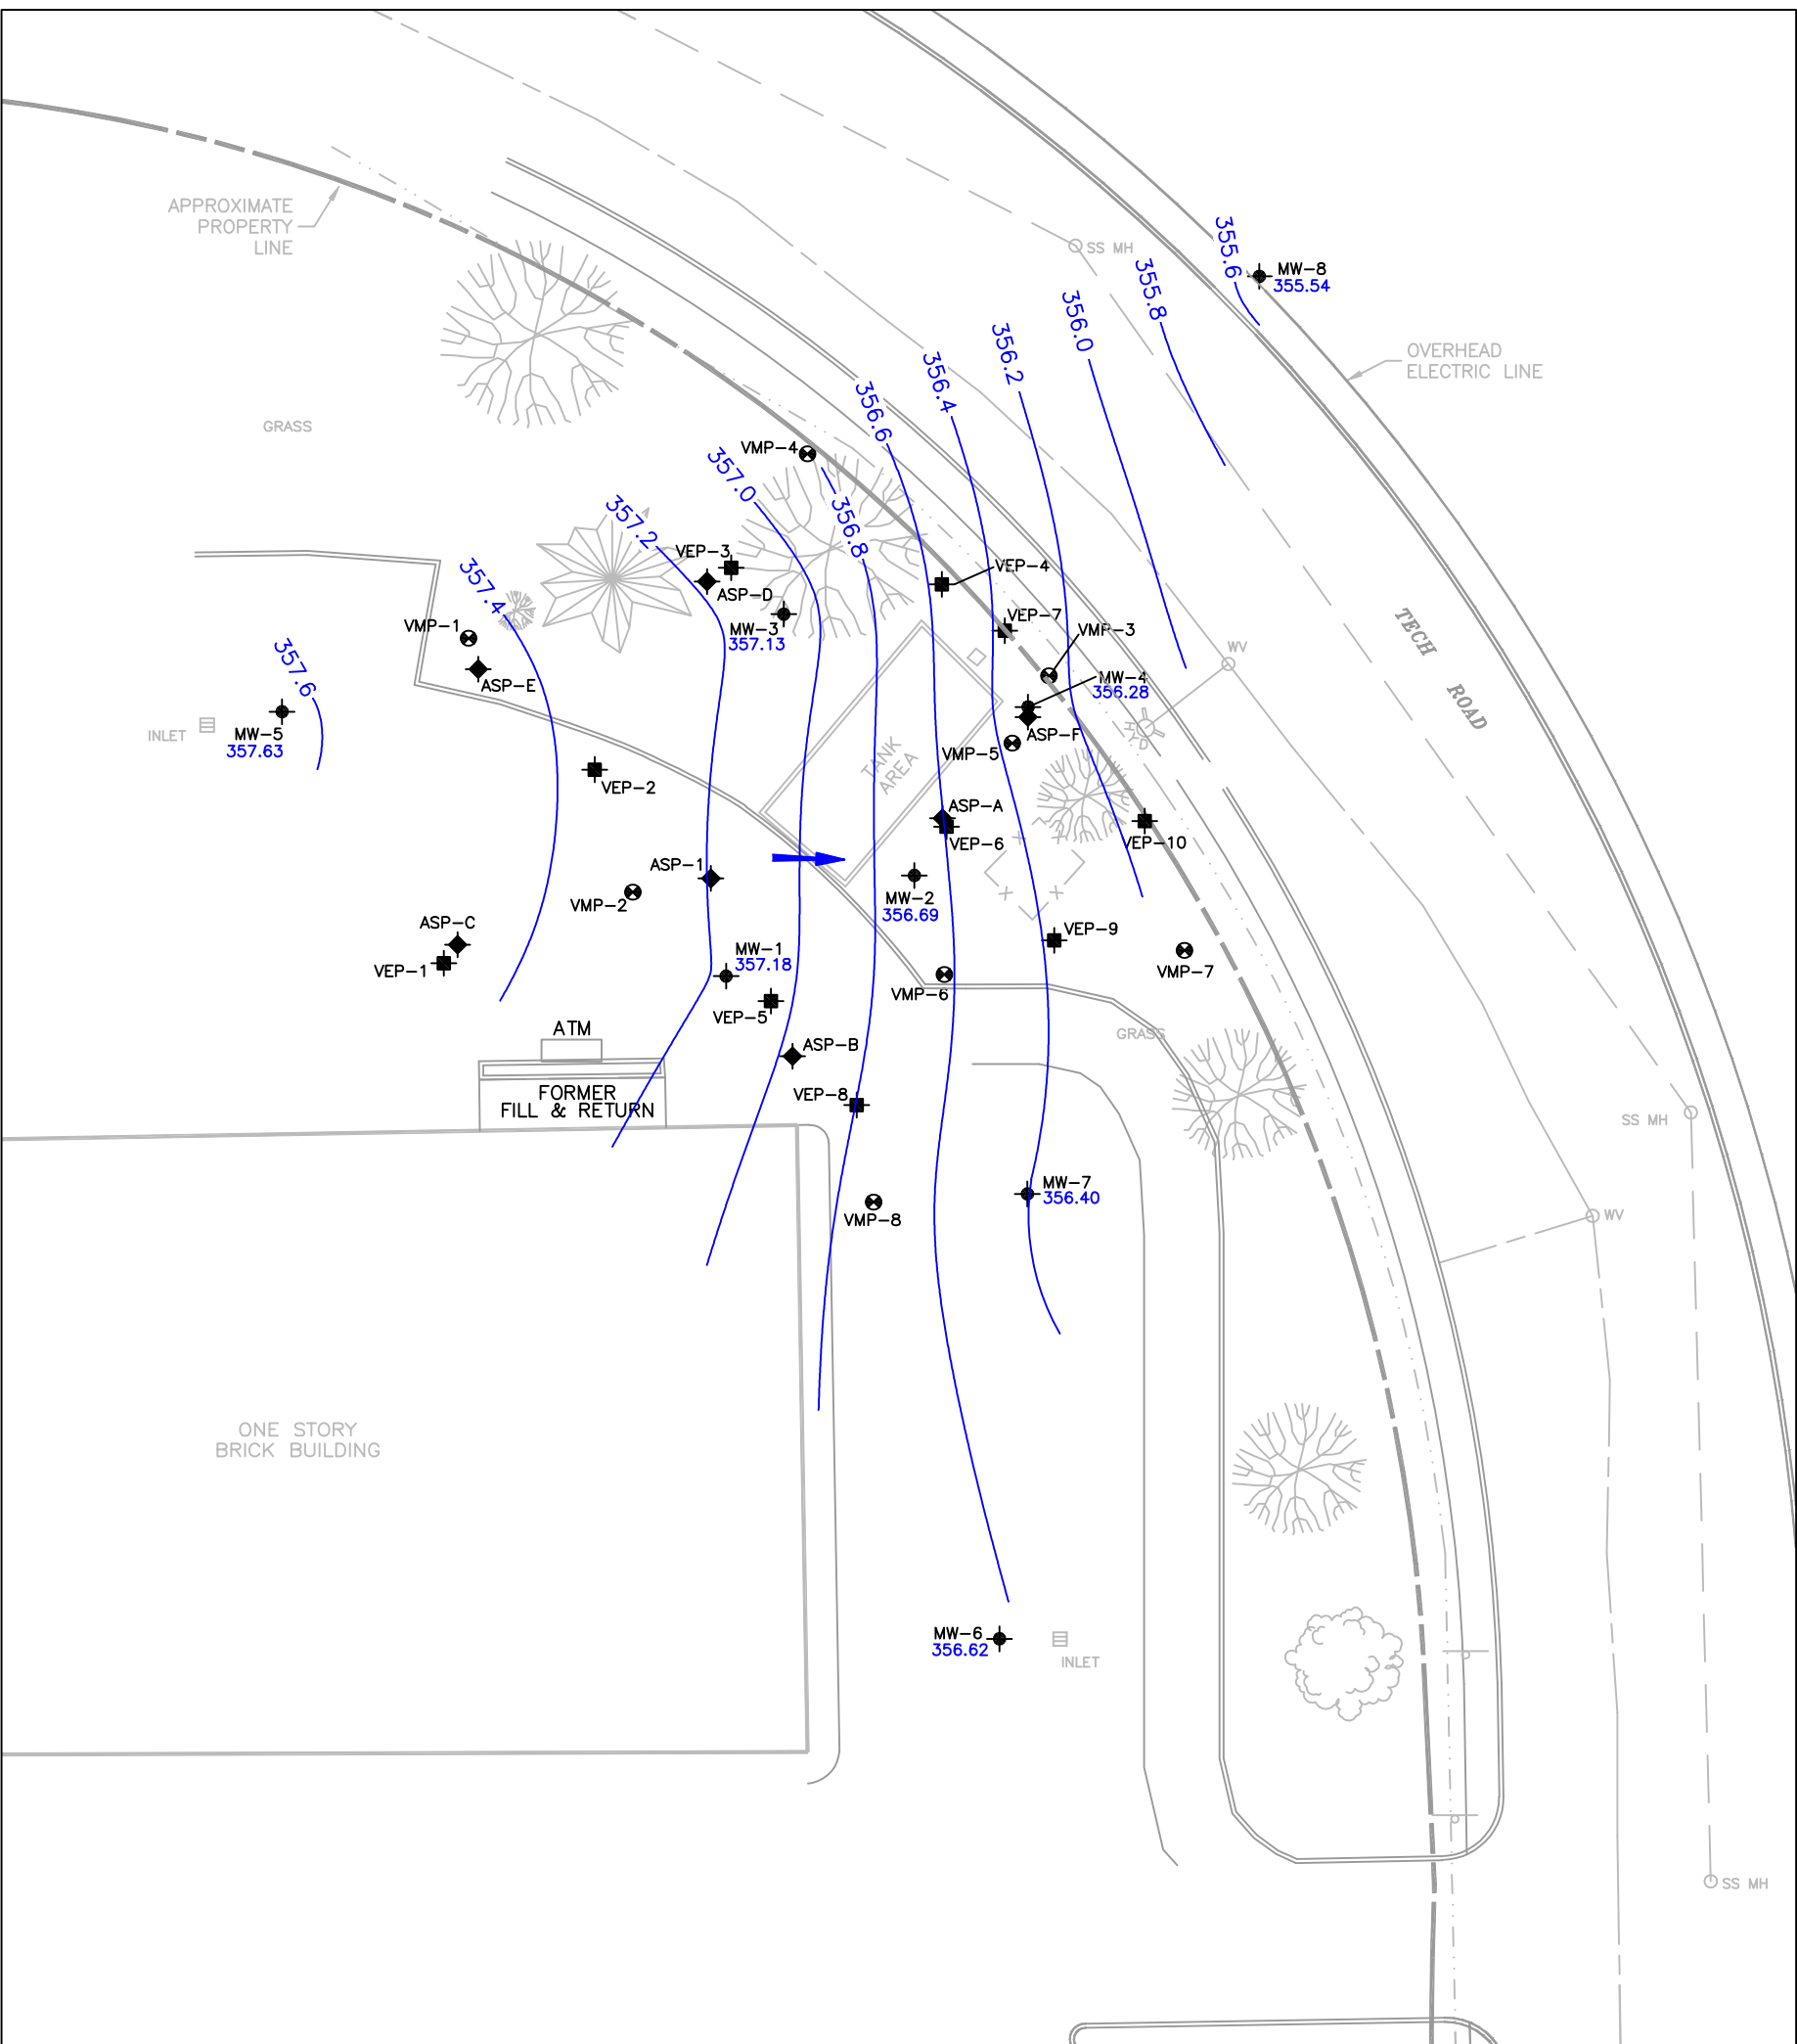 APPROXIMATE
PROPERTY
LINE
SS MH
355.6
MW-8
355.54
355.8
356.0
356.2
356.4
356.6
OVERHEAD
ELECTRIC LINE
GRASS
VMP-4
357.0
356.8
357.2
VEP-3
ASP-D
MW-3
357.13
VEP-4
VEP-7
VMP-3
MW-4
356.28
ASP-F
VMP-5
TECH
ROAD
WV
357.4
VMP-1
ASP-E
357.6
INLET
MW-5
357.63
VEP-2
TANK
AREA
YD
ASP-A
VEP-6
VEP-10
ASP-1
VMP-2
MW-2
356.69
ASP-C
VEP-1
MW-1
357.18
VEP-5
VEP-9
VMP-7
VMP-6
GRASS
ATM
FORMER
FILL & RETURN
ASP-B
VEP-8
SS MH
MW-7
356.40
VMP-8
WV
ONE STORY
BRICK BUILDING
MW-6
356.62
INLET
SS MH